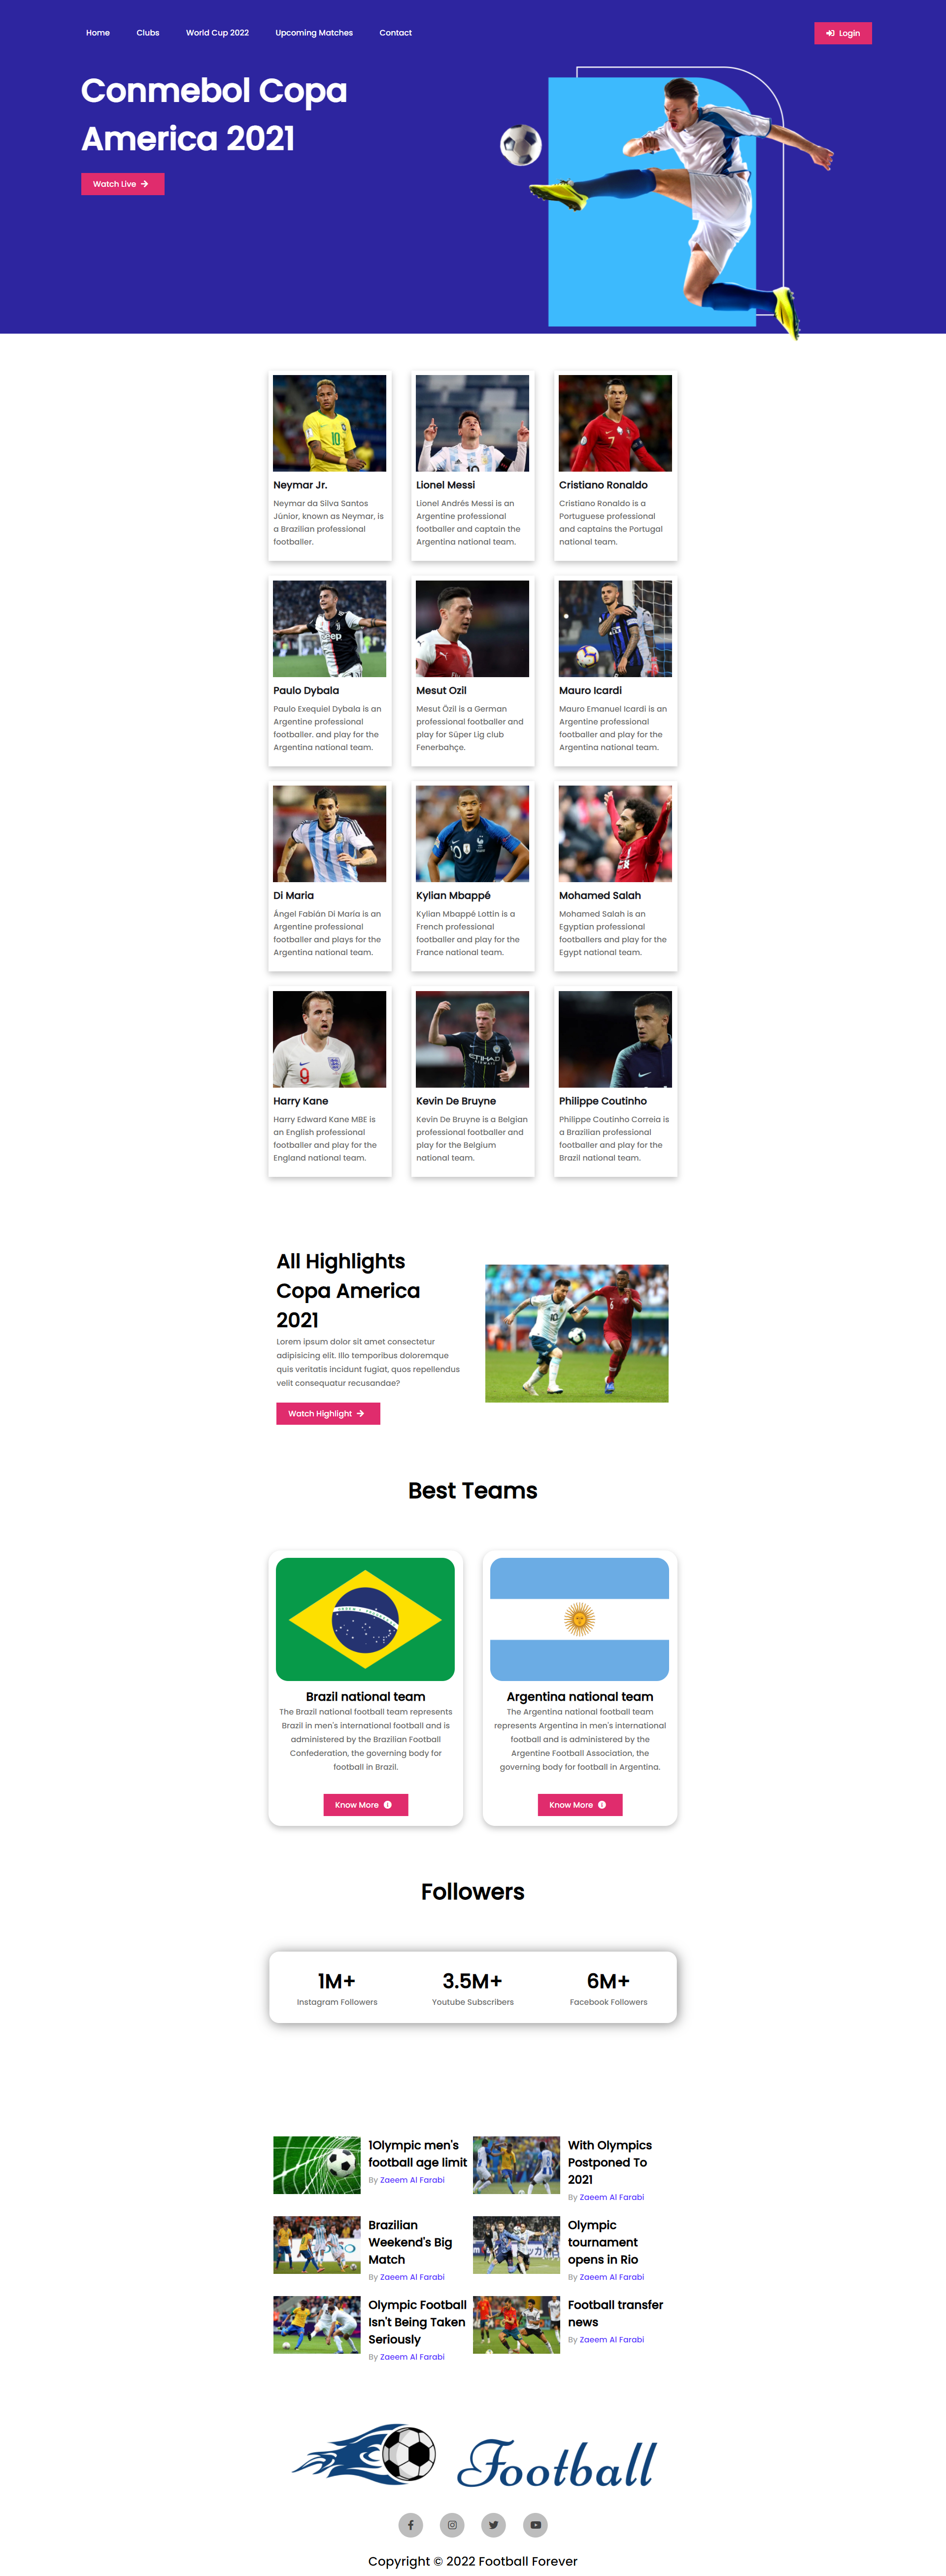 Home Clubs World Cup 2022 Upcoming Matches Contact Login
Conmebol Copa
America 2021
Watch Live
Neymar Jr.
Neymar da Silva Santos
Júnior, known as Neymar, is
a Brazilian professional
footballer.
Lionel Messi
Lionel Andrés Messi is an
Argentine professional
footballer and captain the
Argentina national team.
Cristiano Ronaldo
Cristiano Ronaldo is a
Portuguese professional
and captains the Portugal
national team.
Paulo Dybala
Paulo Exequiel Dybala is an
Argentine professional
footballer. and play for the
Argentina national team.
Mesut Ozil
Mesut Özil is a German
professional footballer and
play for Süper Lig club
Fenerbahçe.
Mauro Icardi
Mauro Emanuel Icardi is an
Argentine professional
footballer and play for the
Argentina national team.
Di Maria
Ángel Fabián Di María is an
Argentine professional
footballer and plays for the
Argentina national team.
Kylian Mbappé
Kylian Mbappé Lottin is a
French professional
footballer and play for the
France national team.
Mohamed Salah
Mohamed Salah is an
Egyptian professional
footballers and play for the
Egypt national team.
Harry Kane
Harry Edward Kane MBE is
an English professional
footballer and play for the
England national team.
Kevin De Bruyne
Kevin De Bruyne is a Belgian
professional footballer and
play for the Belgium
national team.
Philippe Coutinho
Philippe Coutinho Correia is
a Brazilian professional
footballer and play for the
Brazil national team.
All Highlights
Copa America
2021
Lorem ipsum dolor sit amet consectetur
adipisicing elit. Illo temporibus doloremque
quis veritatis incidunt fugiat, quos repellendus
velit consequatur recusandae?
Watch Highlight
Best Teams
Brazil national team
The Brazil national football team represents
Brazil in men's international football and is
administered by the Brazilian Football
Confederation, the governing body for
football in Brazil.
Know More
Argentina national team
The Argentina national football team
represents Argentina in men's international
football and is administered by the
Argentine Football Association, the
governing body for football in Argentina.
Know More
Followers
1M+
Instagram Followers
3.5M+
Youtube Subscribers
6M+
Facebook Followers
1Olympic men's
football age limit
By Zaeem Al Farabi
With Olympics
Postponed To
2021
By Zaeem Al Farabi
Brazilian
Weekend's Big
Match
By Zaeem Al Farabi
Olympic
tournament
opens in Rio
By Zaeem Al Farabi
Olympic Football
Isn't Being Taken
Seriously
By Zaeem Al Farabi
Football transfer
news
By Zaeem Al Farabi
Football
Copyright © 2022 Football Forever